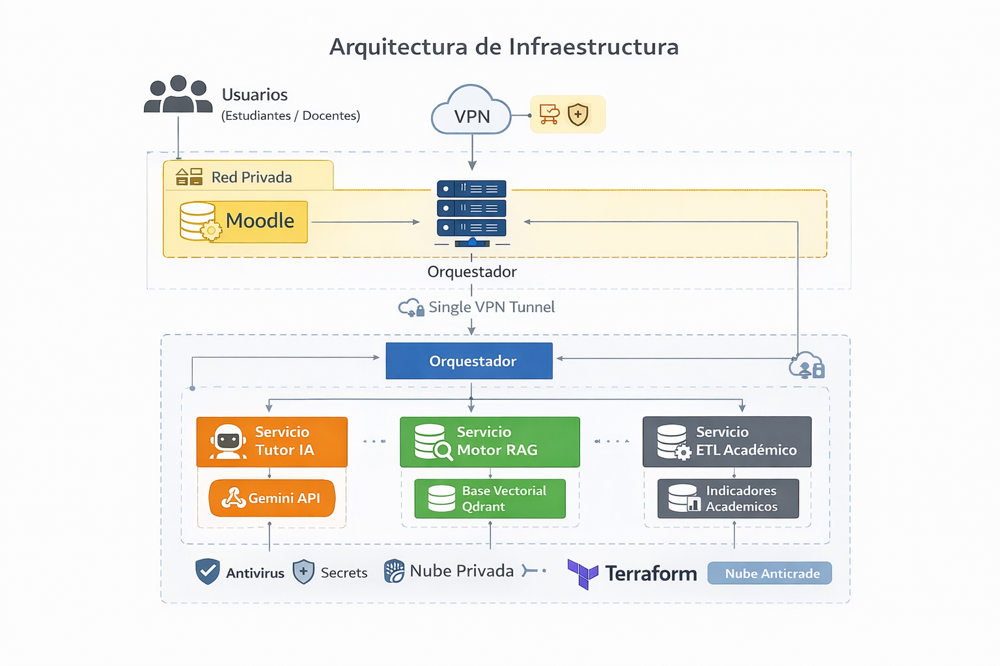 Arquitectura de Infraestructura
Usuarios
(Estudiantes / Docentes)
VPN
Red Privada
Moodle
Orquestador
Single VPN Tunnel
Orquestador
Servicio
Tutor IA
Servicio
Motor RAG
Servicio
ETL Académico
Gemini API
Base Vectorial
Qdrant
Indicadores
Academicos
Antivirus
Secrets
Nube Privada
Terraform
Nube Anticrade